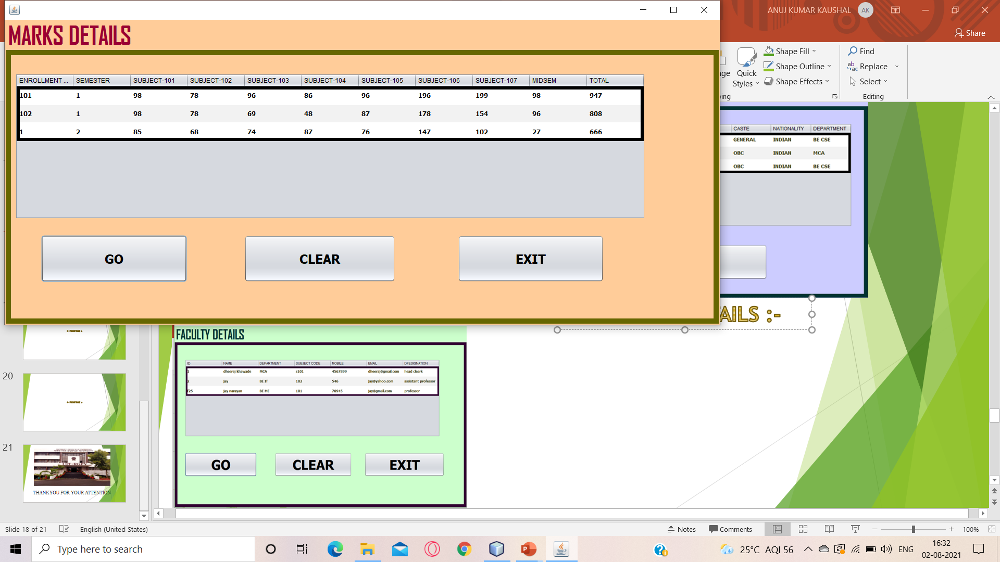 MARKS DETAILS
ENROLLMENT ... SEMESTER SUBJECT-101 SUBJECT-102 SUBJECT-103 SUBJECT-104 SUBJECT-105 SUBJECT-106 SUBJECT-107 MIDSEM TOTAL
101 1 98 78 96 86 96 196 199 98 947
102 1 98 78 69 48 87 178 154 96 808
1 2 85 68 74 87 76 147 102 27 666
GO CLEAR EXIT
ANUJ KUMAR KAUSHAL AK
Share
Quick Styles
Shape Fill
Shape Outline
Shape Effects
Find
Replace
Select
Editing
CASTE NATIONALITY DEPARTMENT
GENERAL INDIAN BE CSE
OBC INDIAN MCA
OBC INDIAN BE CSE
AILS :-
FACULTY DETAILS
ID NAME DEPARTMENT SUBJECT CODE MOBILE EMAIL DFESIGNATION
1 dheerej khawade MCA s101 4567899 dheeraj@gmail.com head cleark
2 jay BE IT 102 546 jay@yahoo.com assistant professor
f25 jay narayan BE ME 101 78945 jay@gmail.com professor
GO CLEAR EXIT
20
21
UIT-RGPV
THANKYOU FOR YOUR ATTENTION
Slide 18 of 21 English (United States) Notes Comments 100%
Type here to search
25°C AQI 56 ENG 16:32
02-08-2021